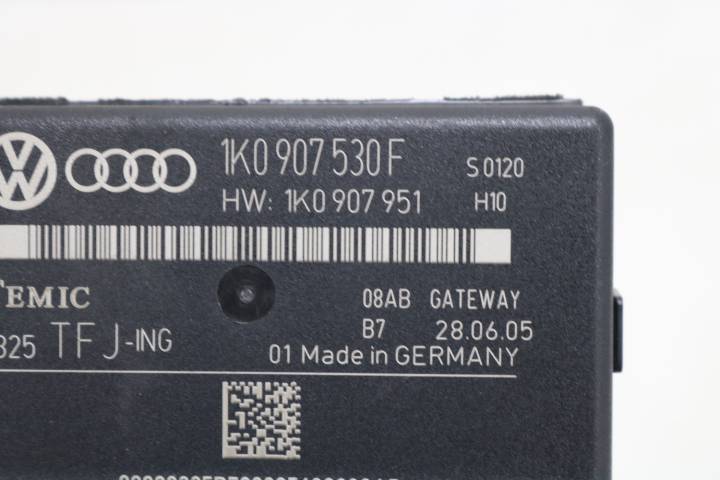 1K0 907 530 F S 0120
HW: 1K0 907 951 H10
TEMIC 08AB GATEWAY
B7 28.06.05
825 TFJ-ING
01 Made in GERMANY